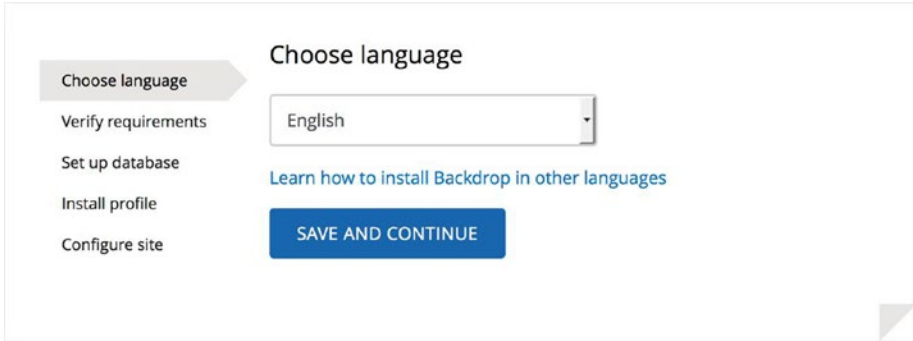 Choose language
Verify requirements
Set up database
Install profile
Configure site
Choose language
English
Learn how to install Backdrop in other languages
SAVE AND CONTINUE